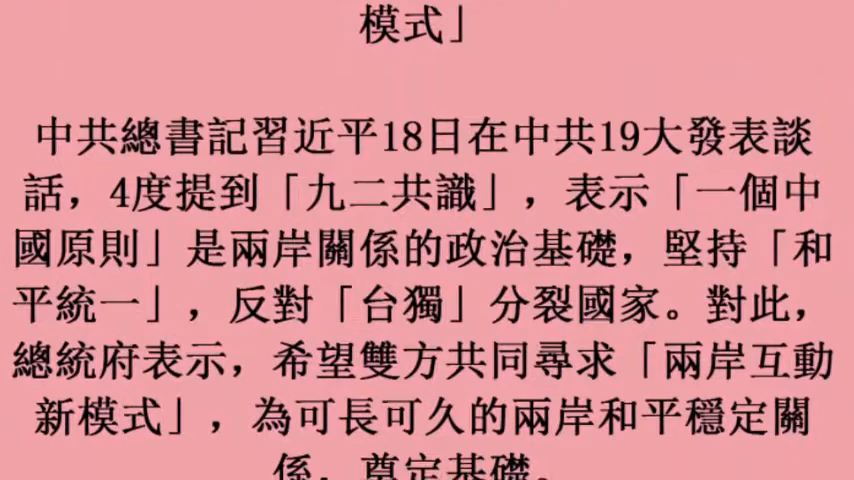 模式」
中共總書記習近平18日在中共19大發表談
話，4度提到「九二共識」，表示「一個中
國原則」是兩岸關係的政治基礎，堅持「和
平統一」，反對「台獨」分裂國家。對此，
總統府表示，希望雙方共同尋求「兩岸互動
新模式」，為可長可久的兩岸和平穩定關
係，奠定基礎。